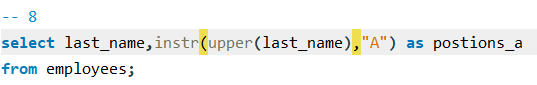 -- 8
select last_name,instr(upper(last_name),"A") as postions_a
from employees;